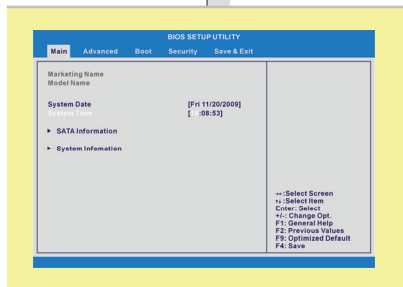 BIOS SETUP UTILITY
Main Advanced Boot Security Save & Exit
Marketing Name
Model Name
System Date [Fri 11/20/2009]
System Time [ :08:53]
► SATA Information
► System Infomation
↔:Select Screen
↑↓:Select Item
Enter: Select
+/-: Change Opt.
F1: General Help
F2: Previous Values
F9: Optimized Default
F4: Save